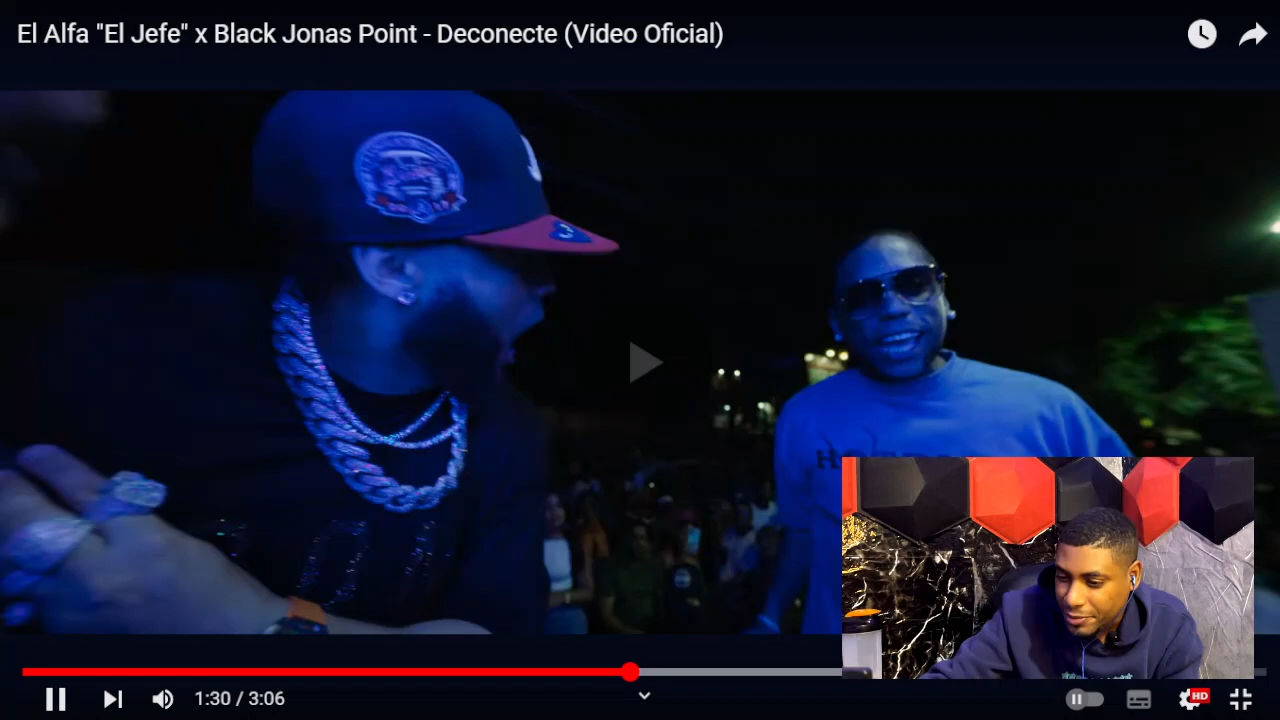 El Alfa "El Jefe" x Black Jonas Point - Deconecte (Video Oficial)
1:30 / 3:06
HD